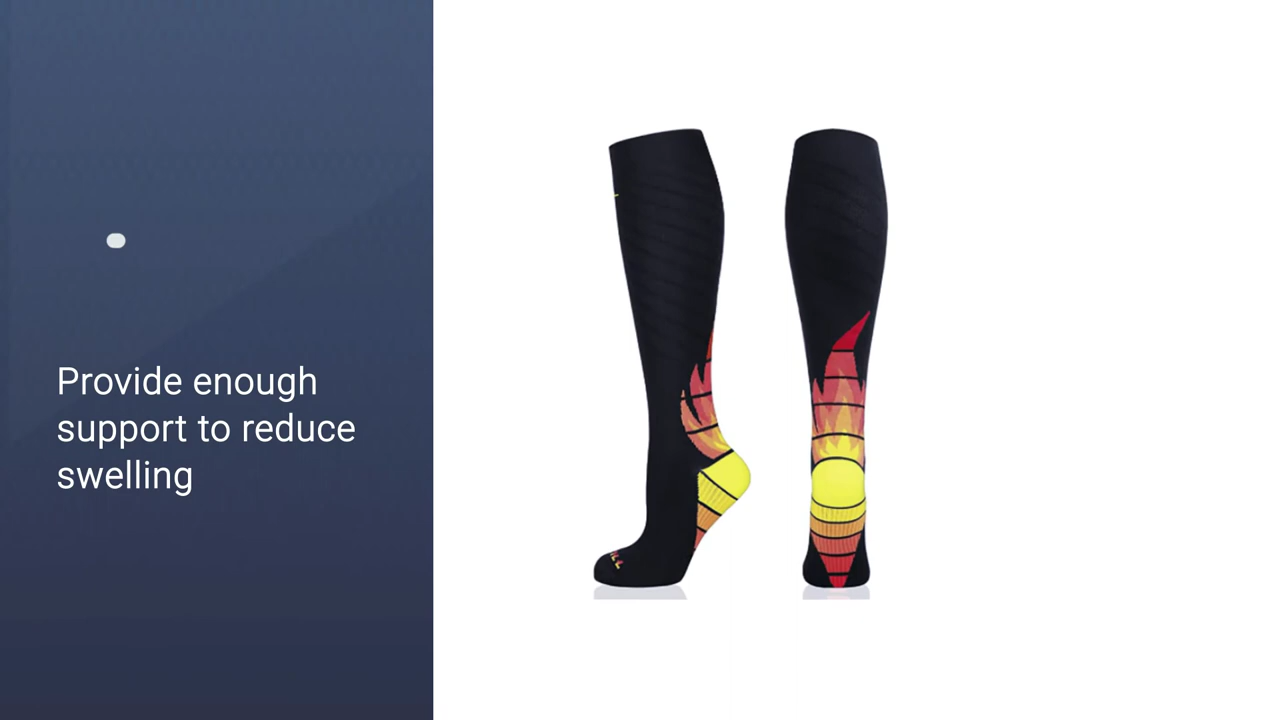 Provide enough
support to reduce
swelling